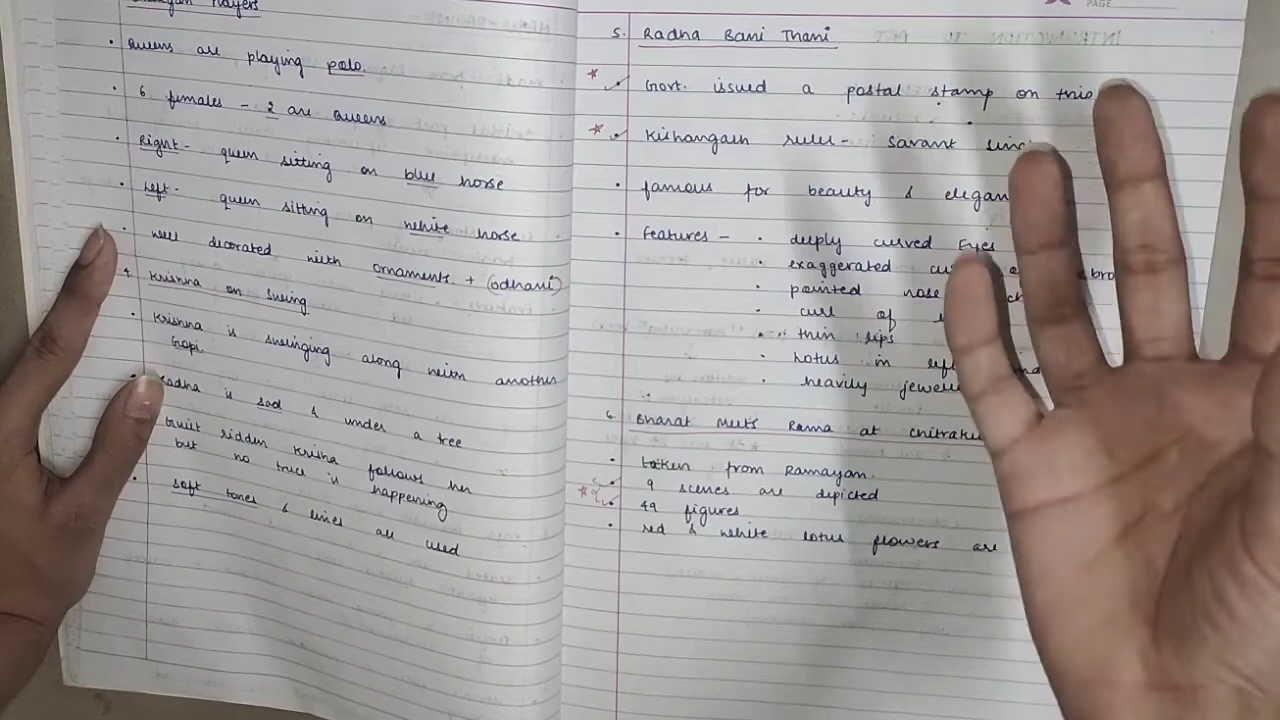 Players
• Queens are playing polo.
• 6 females - 2 are Queens
• Right - queen sitting on blue horse
• Left - queen sitting on white horse
• well decorated with ornaments + (odhani)
4. Krishna on swing
• Krishna is swinging along with another
Gopi
• Radha is sad & under a tree
Guilt ridden Krisna follows her
but no truce is happening
• soft tones & lines are used
PAGE
5. Radha Bani Thani
Govt. issued a postal stamp on this
Kishangarh ruler - Savant
• famous for beauty &
• Features - • deeply curved Eyes
• exaggerated
• pointed nose
• curl of
• thin lips
• Lotus in
• heavily
6. Bharat Meets Rama at
• taken from Ramayan.
9 scenes are depicted
49 figures
• red & white lotus flowers are